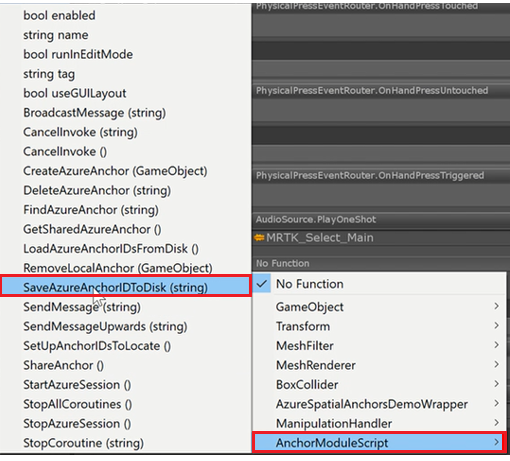 bool enabled
string name
bool runInEditMode
string tag
bool useGUILayout
BroadcastMessage (string)
CancelInvoke (string)
CancelInvoke ()
CreateAzureAnchor (GameObject)
DeleteAzureAnchor (string)
FindAzureAnchor (string)
GetSharedAzureAnchor ()
LoadAzureAnchorIDsFromDisk ()
RemoveLocalAnchor (GameObject)
SaveAzureAnchorIDToDisk (string)
SendMessage (string)
SendMessageUpwards (string)
SetUpAnchorIDsToLocate ()
ShareAnchor ()
StartAzureSession ()
StopAllCoroutines ()
StopAzureSession ()
StopCoroutine (string)
PhysicalPressEventRouter.OnHandPressTouched
PhysicalPressEventRouter.OnHandPressUntouched
PhysicalPressEventRouter.OnHandPressTriggered
AudioSource.PlayOneShot
MRTK_Select_Main
No Function
No Function
GameObject
Transform
MeshFilter
MeshRenderer
BoxCollider
AzureSpatialAnchorsDemoWrapper
ManipulationHandler
AnchorModuleScript